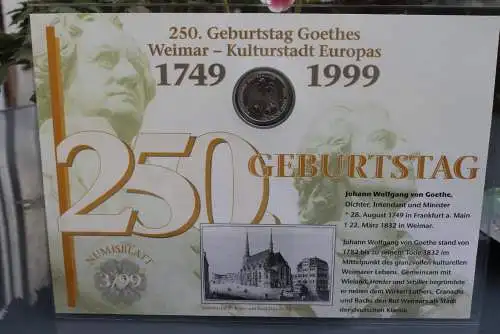 250. Geburtstag Goethes
Weimar – Kulturstadt Europas
1749 1999
250.
GEBURTSTAG
Johann Wolfgang von Goethe,
Dichter, Intendant und Minister
* 28. August 1749 in Frankfurt a. Main
† 22. März 1832 in Weimar.
Johann Wolfgang von Goethe stand von
1782 bis zu seinem Tode 1832 im
Mittelpunkt des glanzvollen kulturellen
Weimarer Lebens. Gemeinsam mit
Wieland, Herder und Schiller begründete
er neben dem Wirken Luthers, Cranachs
und Bachs den Ruf Weimars als Stadt
der deutschen Klassik.
NUMISBLATT
3/99